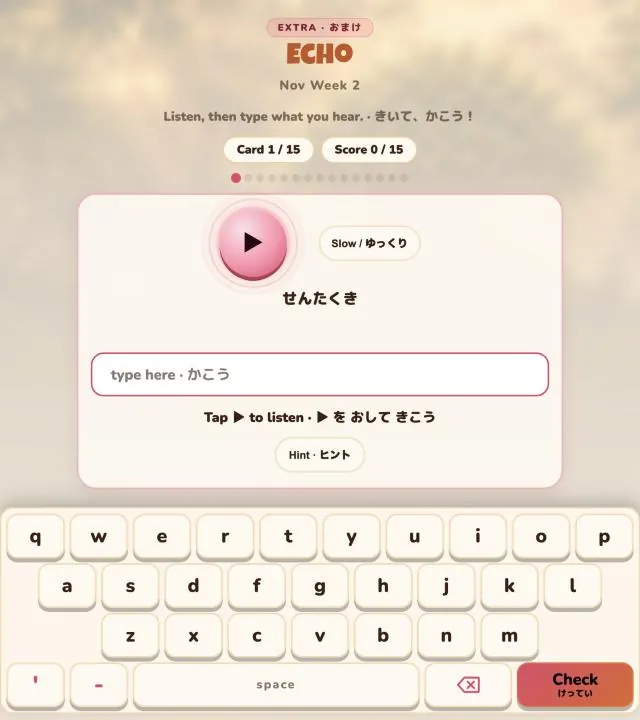 EXTRA · おまけ
ECHO
Nov Week 2
Listen, then type what you hear. · きいて、かこう！
Card 1 / 15
Score 0 / 15
Slow / ゆっくり
せんたくき
type here · かこう
Tap ▶ to listen · ▶ を おして きこう
Hint · ヒント
q w e r t y u i o p
a s d f g h j k l
z x c v b n m
' - space Check
けってい